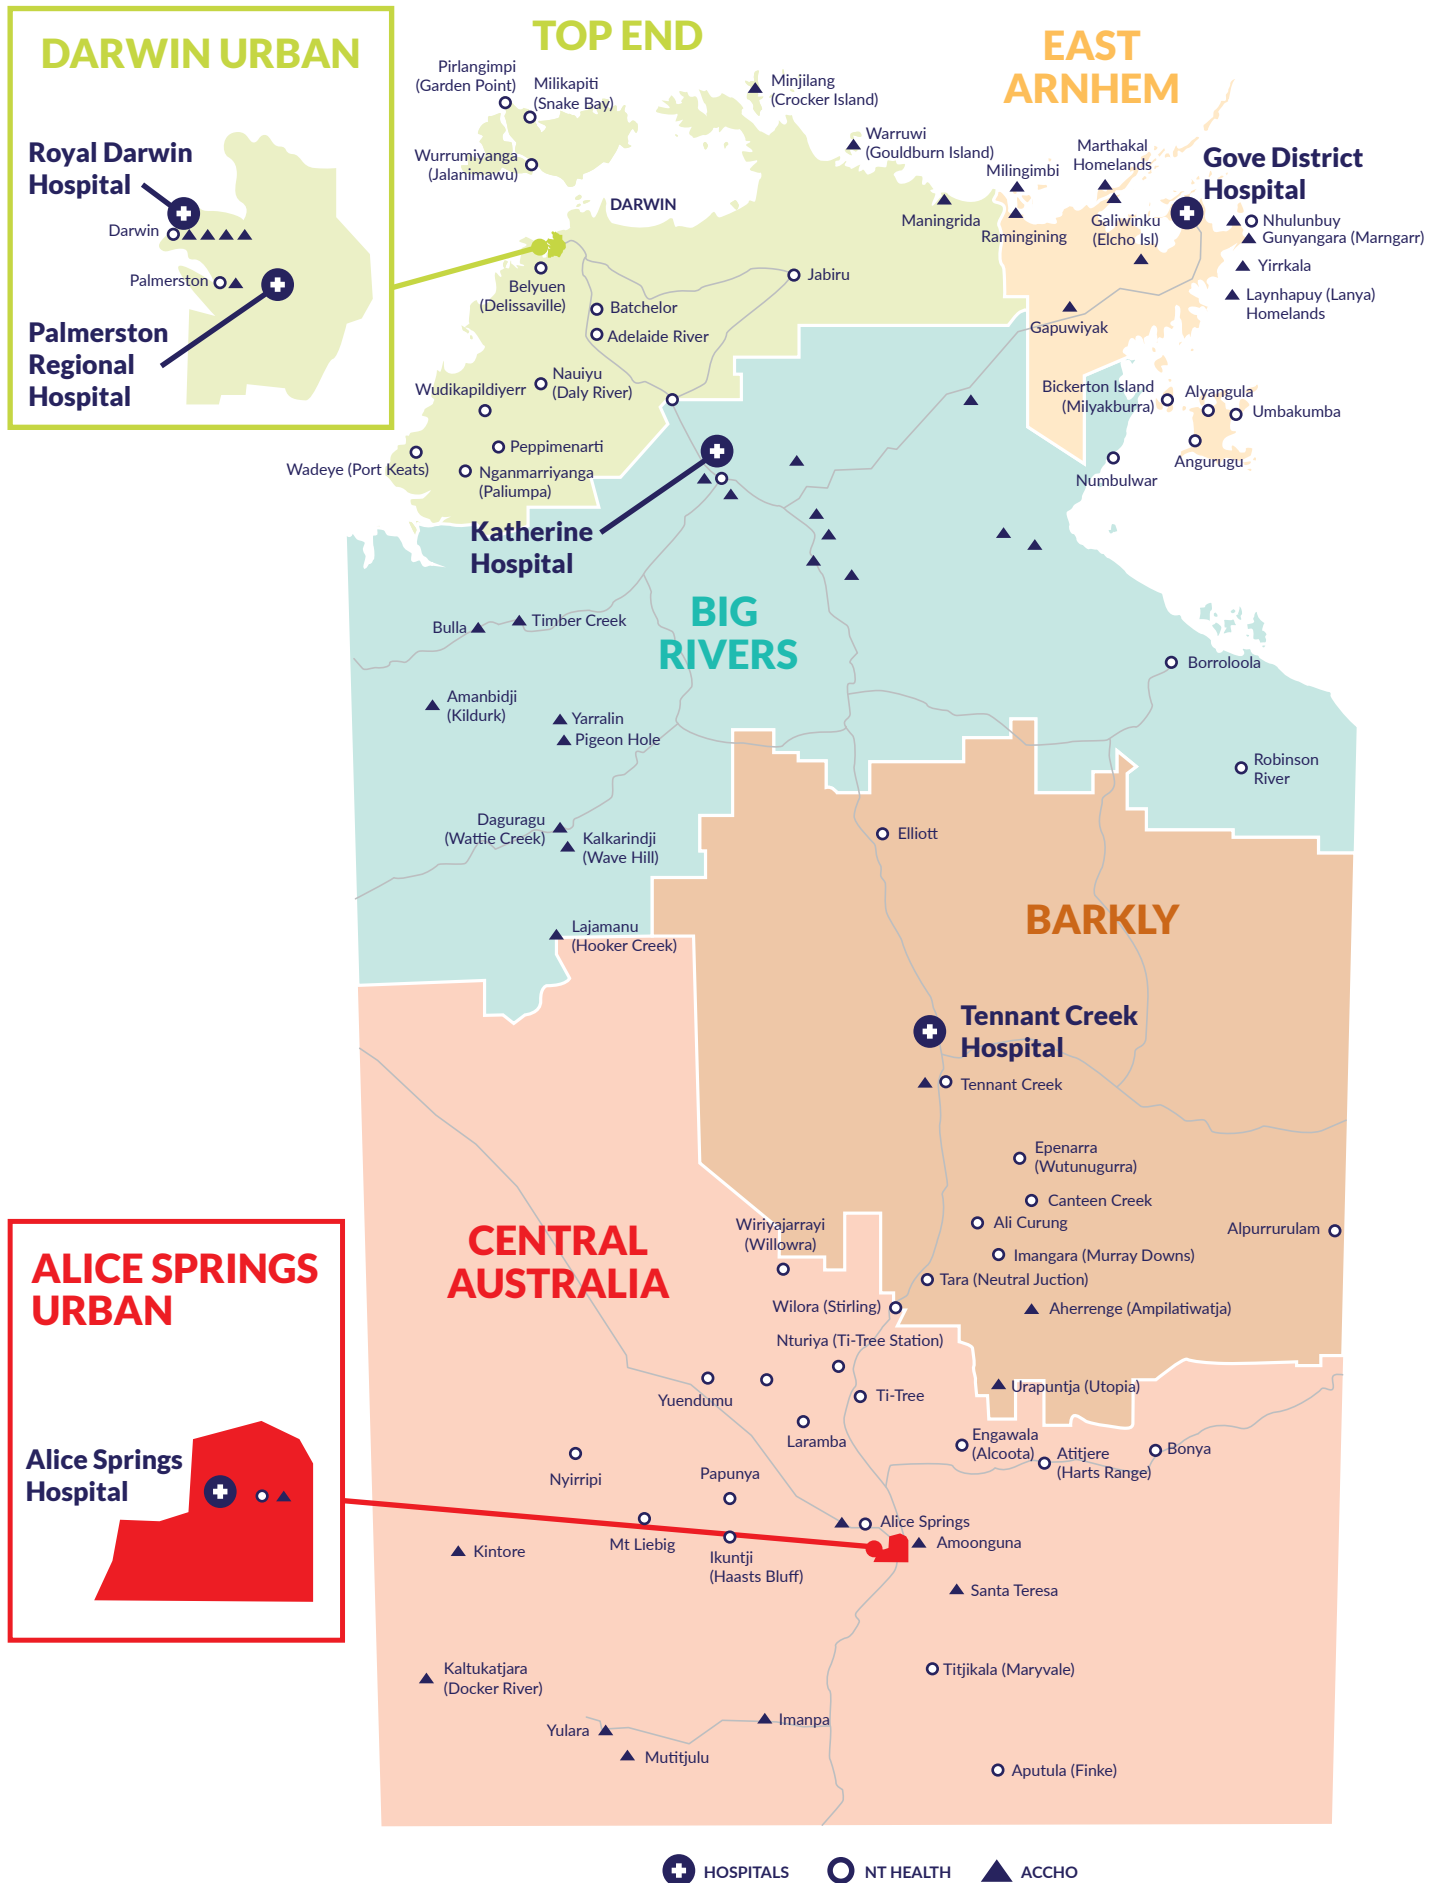 DARWIN URBAN
Royal Darwin
Hospital
Darwin
Palmerston
Palmerston
Regional
Hospital
TOP END
Pirlangimpi
(Garden Point)
Milikapiti
(Snake Bay)
Wurrumiyanga
(Jalanimawu)
Minjilang
(Crocker Island)
Warruwi
(Gouldburn Island)
DARWIN
Maningrida
Belyuen
(Delissaville)
Batchelor
Adelaide River
Jabiru
Nauiyu
(Daly River)
Wudikapildiyerr
Peppimenarti
Wadeye (Port Keats)
Nganmarriyanga
(Paliumpa)
EAST
ARNHEM
Milingimbi
Marthakal
Homelands
Gove District
Hospital
Ramingining
Galiwinku
(Elcho Isl)
Nhulunbuy
Gunyangara (Marngarr)
Yirrkala
Laynhapuy (Lanya)
Homelands
Gapuwiyak
Bickerton Island
(Milyakburra)
Alyangula
Umbakumba
Angurugu
Numbulwar
Katherine
Hospital
BIG
RIVERS
Bulla
Timber Creek
Amanbidji
(Kildurk)
Yarralin
Pigeon Hole
Borroloola
Robinson
River
Daguragu
(Wattie Creek)
Kalkarindji
(Wave Hill)
Lajamanu
(Hooker Creek)
Elliott
BARKLY
Tennant Creek
Hospital
Tennant Creek
Epenarra
(Wutunugurra)
Canteen Creek
Ali Curung
Alpurrurulam
Imangara (Murray Downs)
Tara (Neutral Juction)
Aherrenge (Ampilatiwatja)
Urapuntja (Utopia)
CENTRAL
AUSTRALIA
Wiriyajarrayi
(Willowra)
Wilora (Stirling)
Nturiya (Ti-Tree Station)
Yuendumu
Ti-Tree
Laramba
Engawala
(Alcoota)
Atitjere
(Harts Range)
Bonya
Nyirripi
Papunya
Mt Liebig
Ikuntji
(Haasts Bluff)
Alice Springs
Amoonguna
Kintore
Santa Teresa
Kaltukatjara
(Docker River)
Titjikala (Maryvale)
Yulara
Imanpa
Mutitjulu
Aputula (Finke)
ALICE SPRINGS
URBAN
Alice Springs
Hospital
HOSPITALS
NT HEALTH
ACCHO